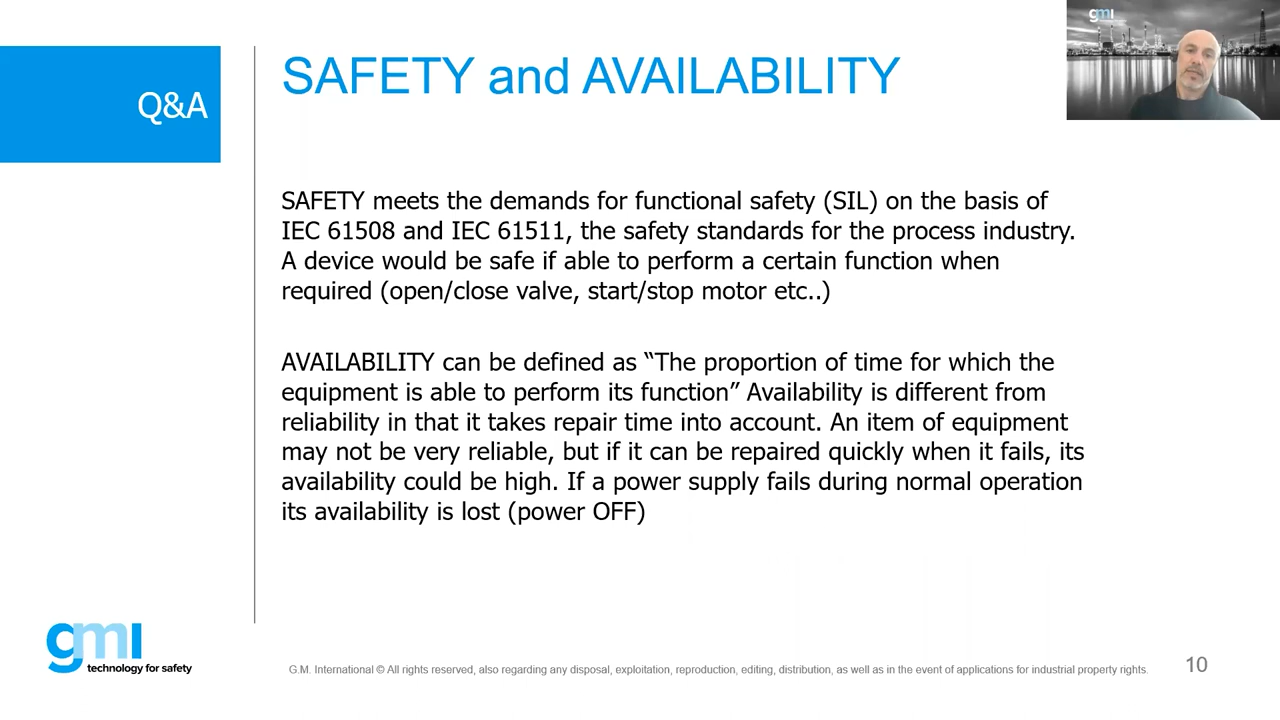 gmi
Q&A
SAFETY and AVAILABILITY
SAFETY meets the demands for functional safety (SIL) on the basis of
IEC 61508 and IEC 61511, the safety standards for the process industry.
A device would be safe if able to perform a certain function when
required (open/close valve, start/stop motor etc..)
AVAILABILITY can be defined as “The proportion of time for which the
equipment is able to perform its function” Availability is different from
reliability in that it takes repair time into account. An item of equipment
may not be very reliable, but if it can be repaired quickly when it fails, its
availability could be high. If a power supply fails during normal operation
its availability is lost (power OFF)
gmi
technology for safety
G.M. International © All rights reserved, also regarding any disposal, exploitation, reproduction, editing, distribution, as well as in the event of applications for industrial property rights.
10